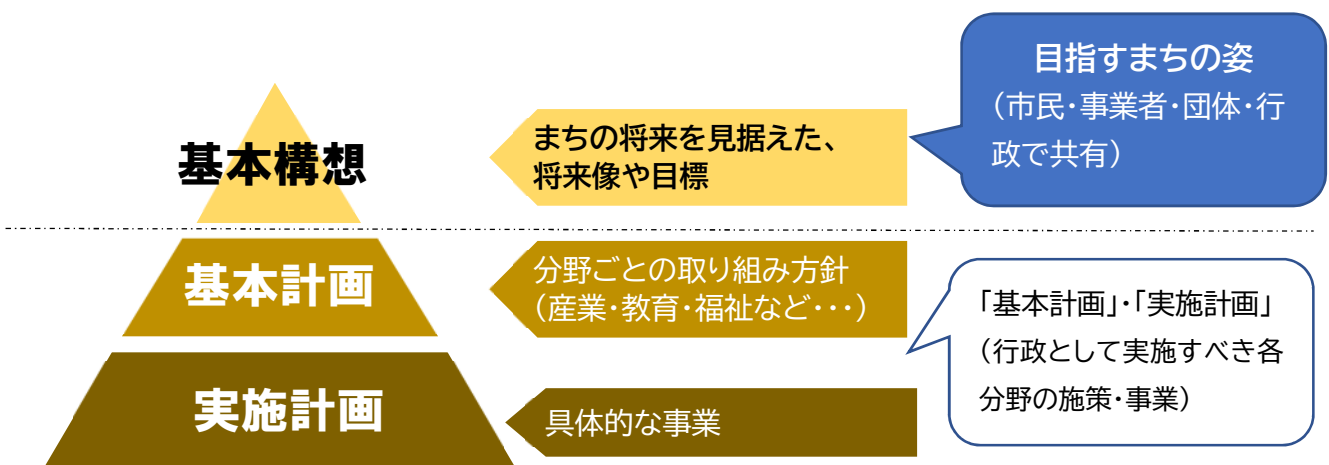 基本構想
まちの将来を見据えた、
将来像や目標
目指すまちの姿
（市民・事業者・団体・行
政で共有）
基本計画
分野ごとの取り組み方針
（産業・教育・福祉など・・・）
「基本計画」・「実施計画」
（行政として実施すべき各
分野の施策・事業）
実施計画
具体的な事業